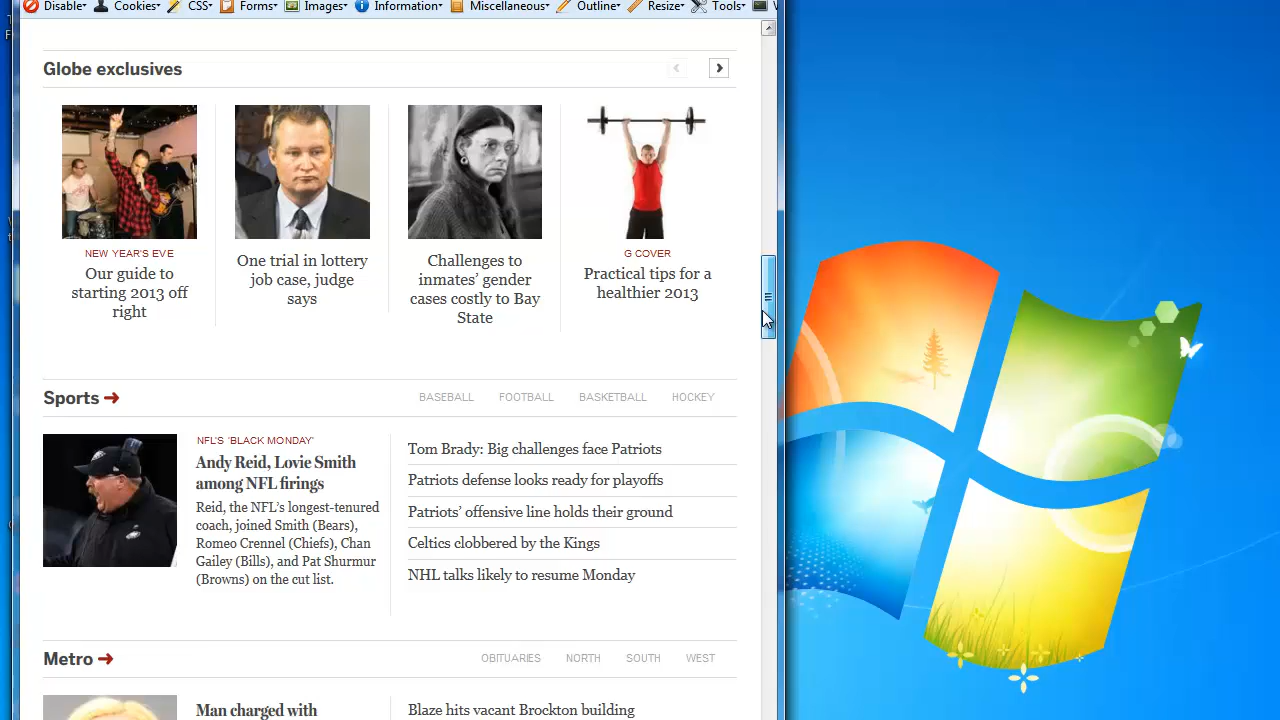 Disable▾ Cookies▾ CSS▾ Forms▾ Images▾ Information▾ Miscellaneous▾ Outline▾ Resize▾ Tools▾
Globe exclusives
NEW YEAR'S EVE
Our guide to
starting 2013 off
right
One trial in lottery
job case, judge
says
Challenges to
inmates’ gender
cases costly to Bay
State
G COVER
Practical tips for a
healthier 2013
Sports
BASEBALL FOOTBALL BASKETBALL HOCKEY
NFL'S ‘BLACK MONDAY’
Andy Reid, Lovie Smith
among NFL firings
Reid, the NFL’s longest-tenured
coach, joined Smith (Bears),
Romeo Crennel (Chiefs), Chan
Gailey (Bills), and Pat Shurmur
(Browns) on the cut list.
Tom Brady: Big challenges face Patriots
Patriots defense looks ready for playoffs
Patriots’ offensive line holds their ground
Celtics clobbered by the Kings
NHL talks likely to resume Monday
Metro
OBITUARIES NORTH SOUTH WEST
Man charged with
Blaze hits vacant Brockton building